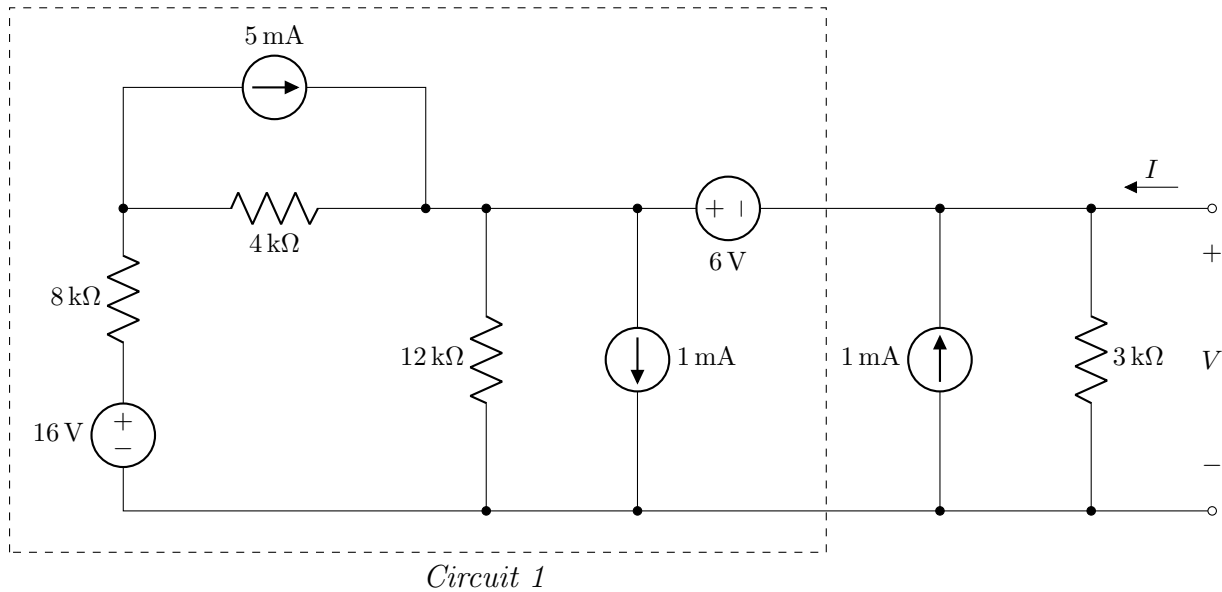 5 mA
I
4 kΩ
+ −
6 V
+
8 kΩ
12 kΩ
1 mA
1 mA
3 kΩ
V
16 V
+
−
−
Circuit 1